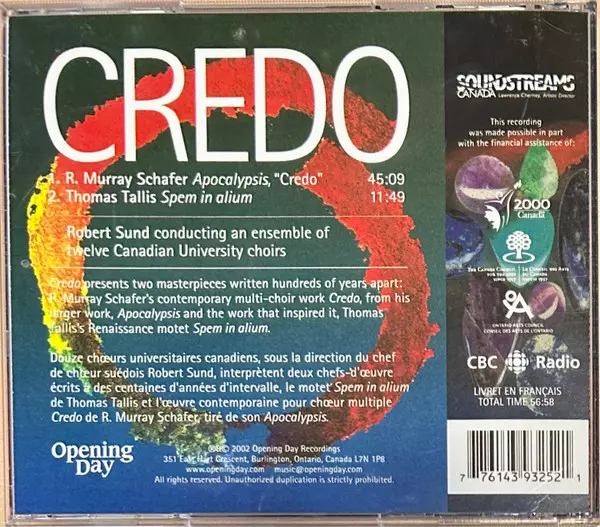 CREDO
1. R. Murray Schafer Apocalypsis, "Credo" 45:09
2. Thomas Tallis Spem in alium 11:49
Robert Sund conducting an ensemble of
twelve Canadian University choirs
Credo presents two masterpieces written hundreds of years apart:
R. Murray Schafer's contemporary multi-choir work Credo, from his
larger work, Apocalypsis and the work that inspired it, Thomas
Tallis's Renaissance motet Spem in alium.
Douze chœurs universitaires canadiens, sous la direction du chef
de chœur suédois Robert Sund, interprètent deux chefs-d'œuvre
écrits à des centaines d'années d'intervalle, le motet Spem in alium
de Thomas Tallis et l'œuvre contemporaine pour chœur multiple
Credo de R. Murray Schafer, tiré de son Apocalypsis.
Opening
Day
℗© 2002 Opening Day Recordings
351 East Hart Crescent, Burlington, Ontario, Canada L7N 1P8
www.openingday.com music@openingday.com
All rights reserved. Unauthorized duplication is strictly prohibited.
SOUNDSTREAMS
CANADA Lawrence Cherney, Artistic Director
This recording
was made possible in part
with the financial assistance of:
2000
Canada
THE CANADA COUNCIL LE CONSEIL DES ARTS
FOR THE ARTS DU CANADA
SINCE 1957 DEPUIS 1957
ONTARIO ARTS COUNCIL
CONSEIL DES ARTS DE L'ONTARIO
CBC Radio
LIVRET EN FRANÇAIS
TOTAL TIME 56:58
7 76143 93252 1